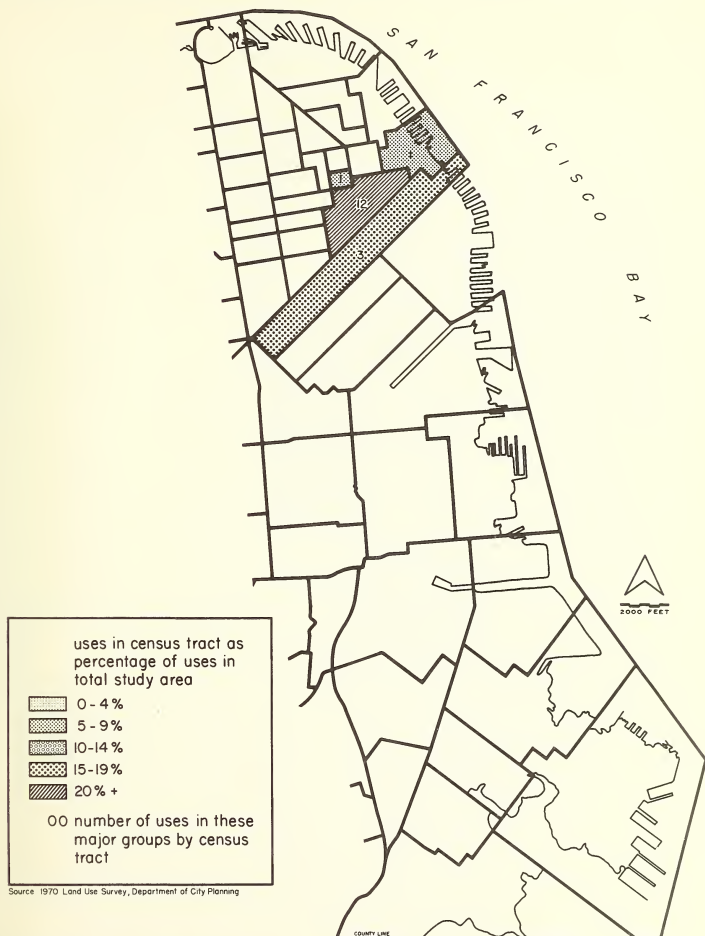 SAN FRANCISCO BAY
1
12
3
2000 FEET
uses in census tract as
percentage of uses in
total study area
0-4%
5-9%
10-14%
15-19%
20% +
00 number of uses in these
major groups by census
tract
Source 1970 Land Use Survey, Department of City Planning
COUNTY LINE